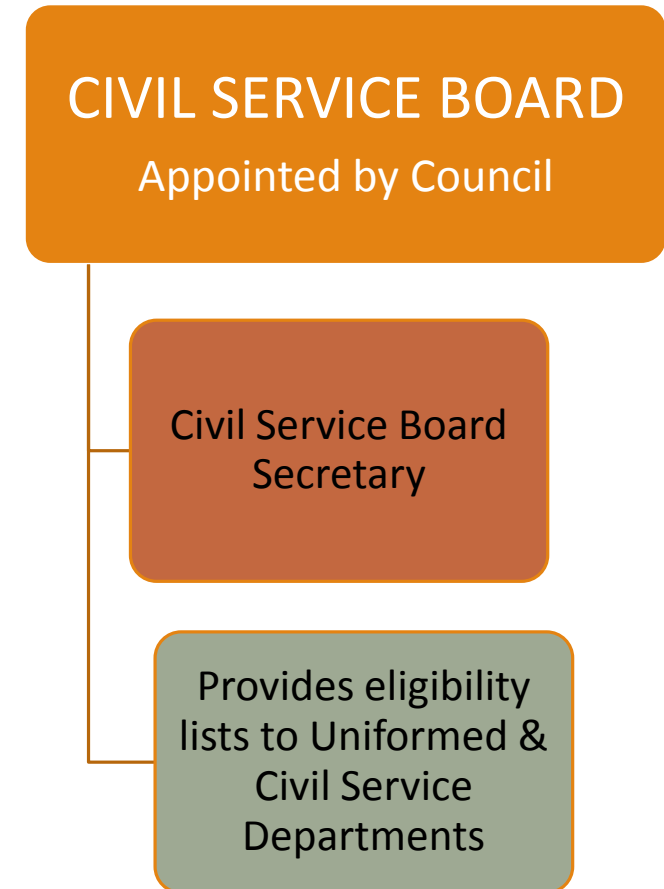 CIVIL SERVICE BOARD
Appointed by Council
Civil Service Board
Secretary
Provides eligibility
lists to Uniformed &
Civil Service
Departments